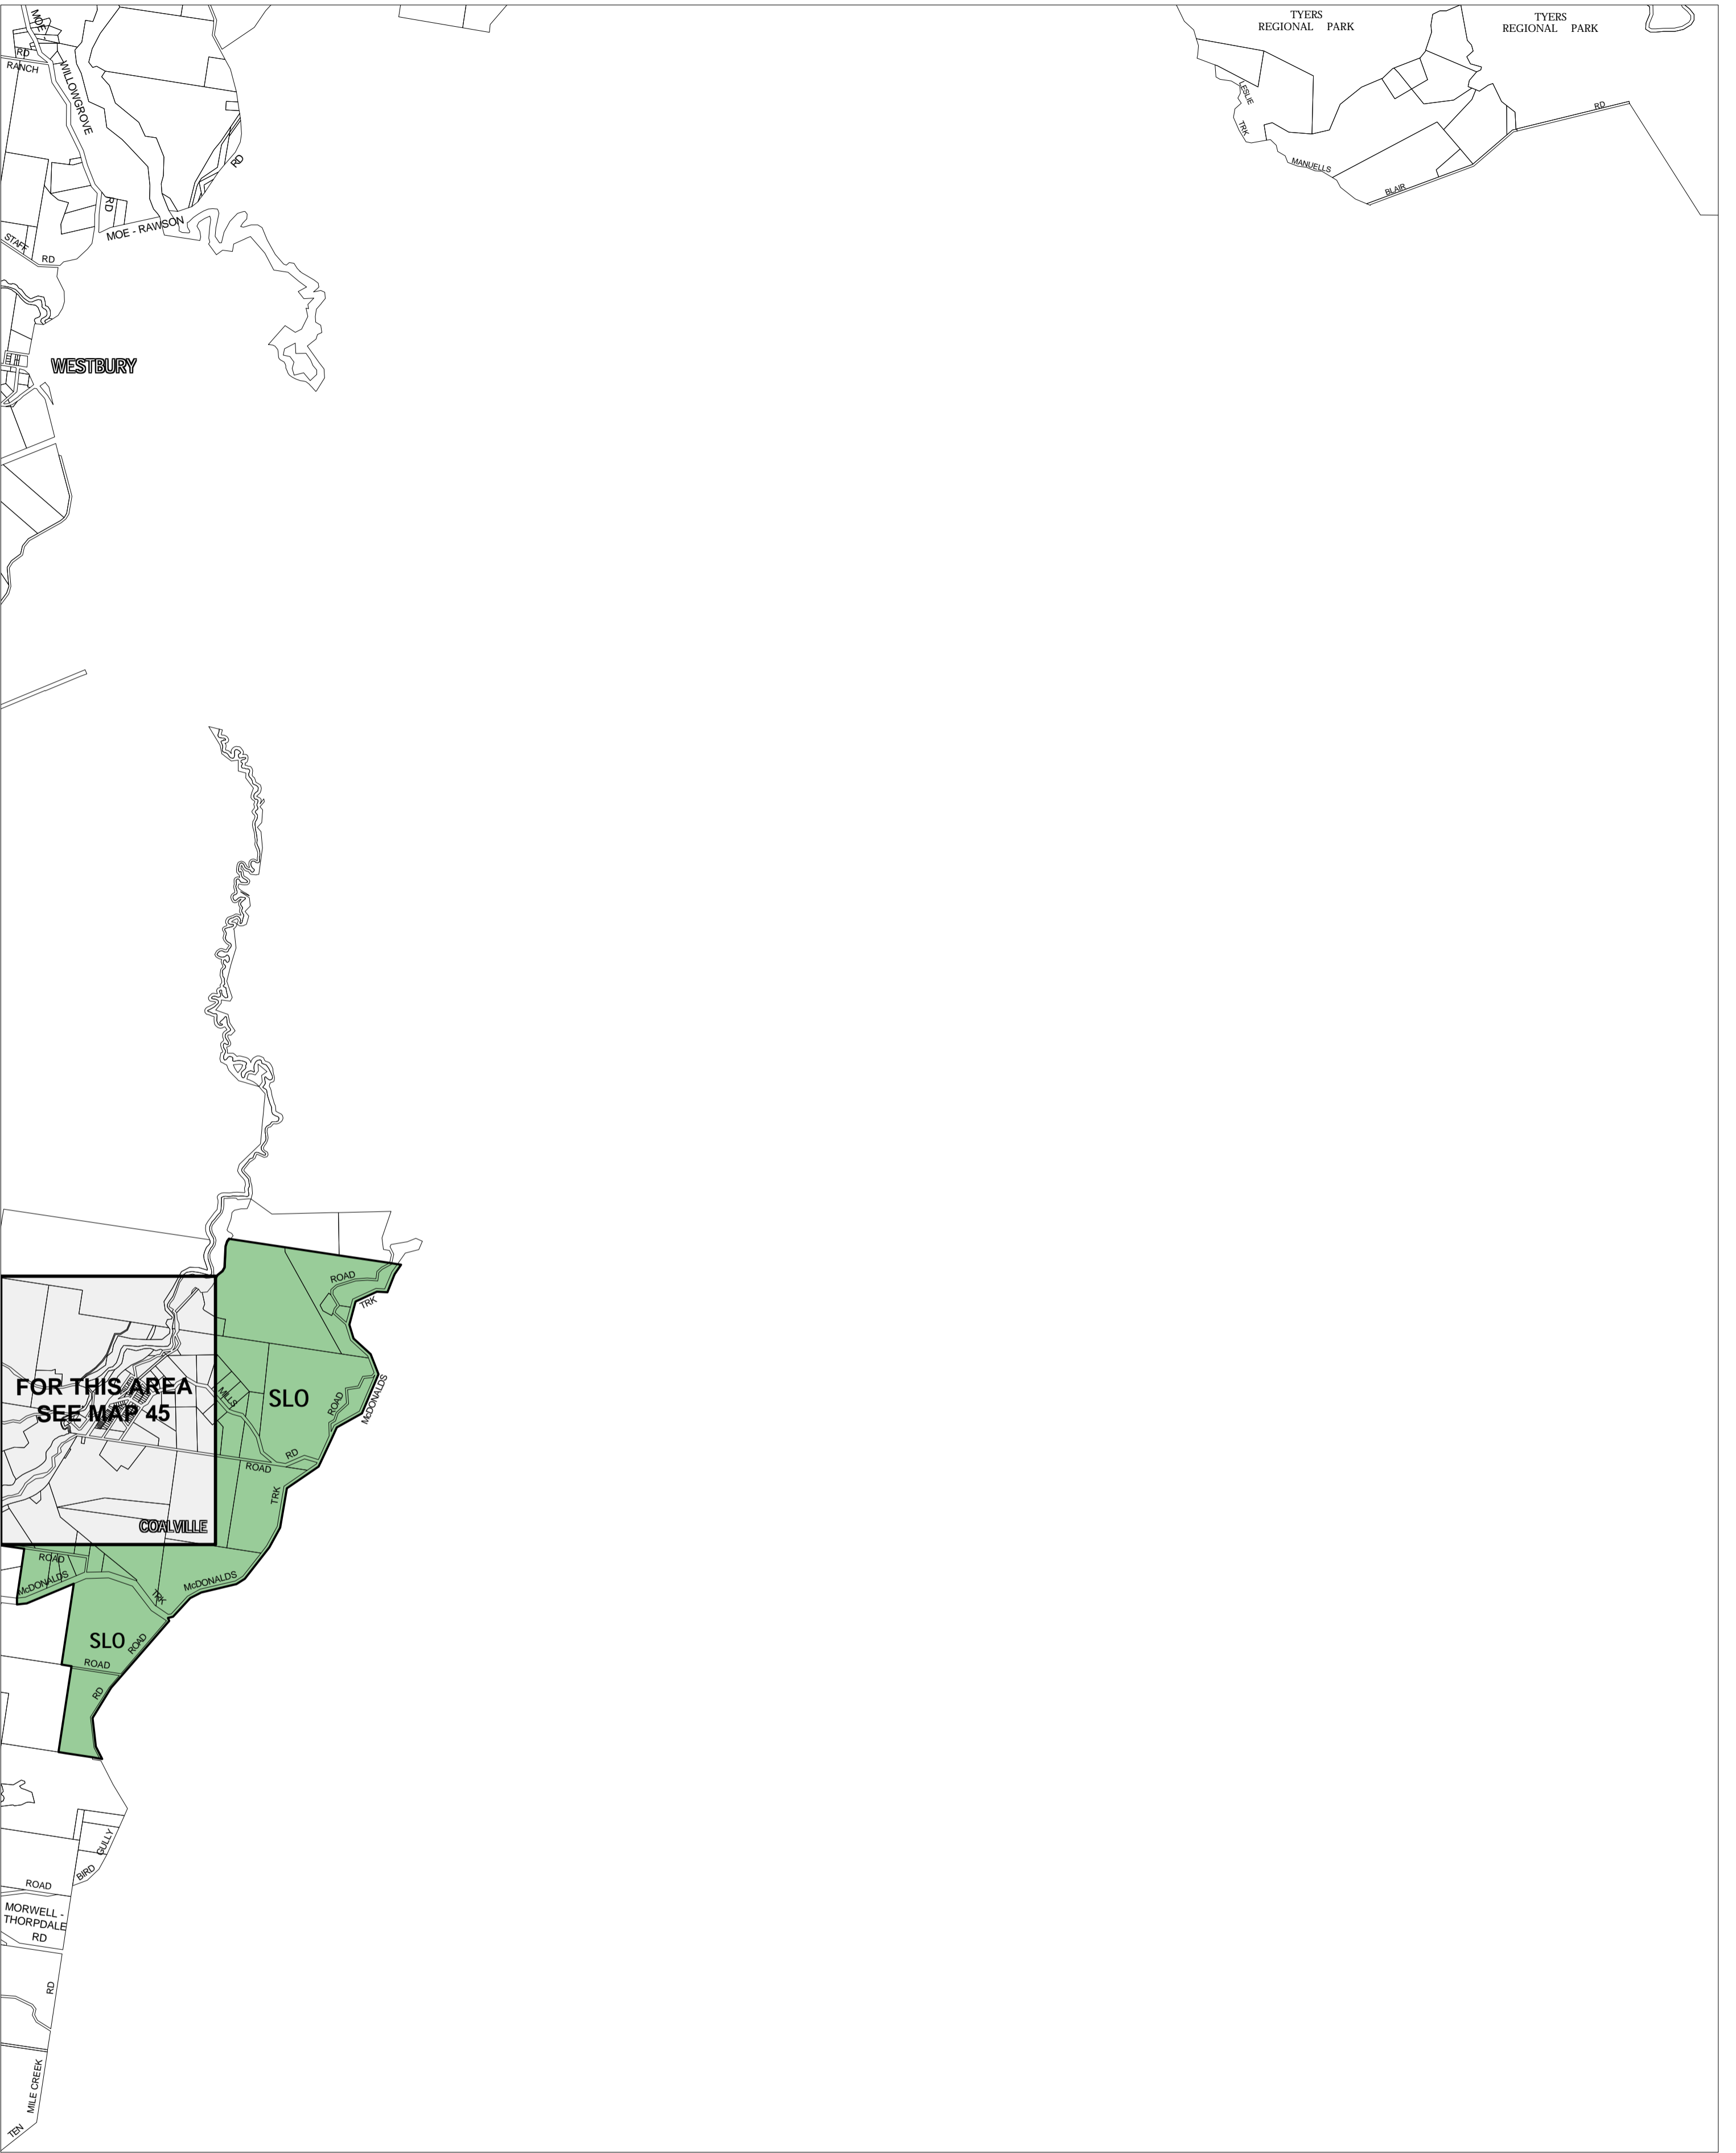 TYERS
REGIONAL PARK
TYERS
REGIONAL PARK
MOE -
WILLOWGROVE
RD
RD
RANCH
LESLIE
TRK
MANUELLS
BLAIR
RD
RD
MOE - RAWSON
STAFF
RD
WESTBURY
ROAD
TRK
FOR THIS AREA
SEE MAP 45
MILLS
SLO
ROAD
McDONALDS
RD
ROAD
TRK
COALVILLE
ROAD
McDONALDS
TRK
McDONALDS
SLO
ROAD
ROAD
RD
GULLY
BIRD
ROAD
MORWELL -
THORPDALE
RD
RD
MILE CREEK
TEN